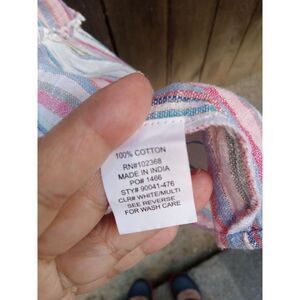 100% COTTON
RN#102368
MADE IN INDIA
PO# 1466
STY# 90041-476
CLR# WHITE/MULTI
SEE REVERSE
FOR WASH CARE